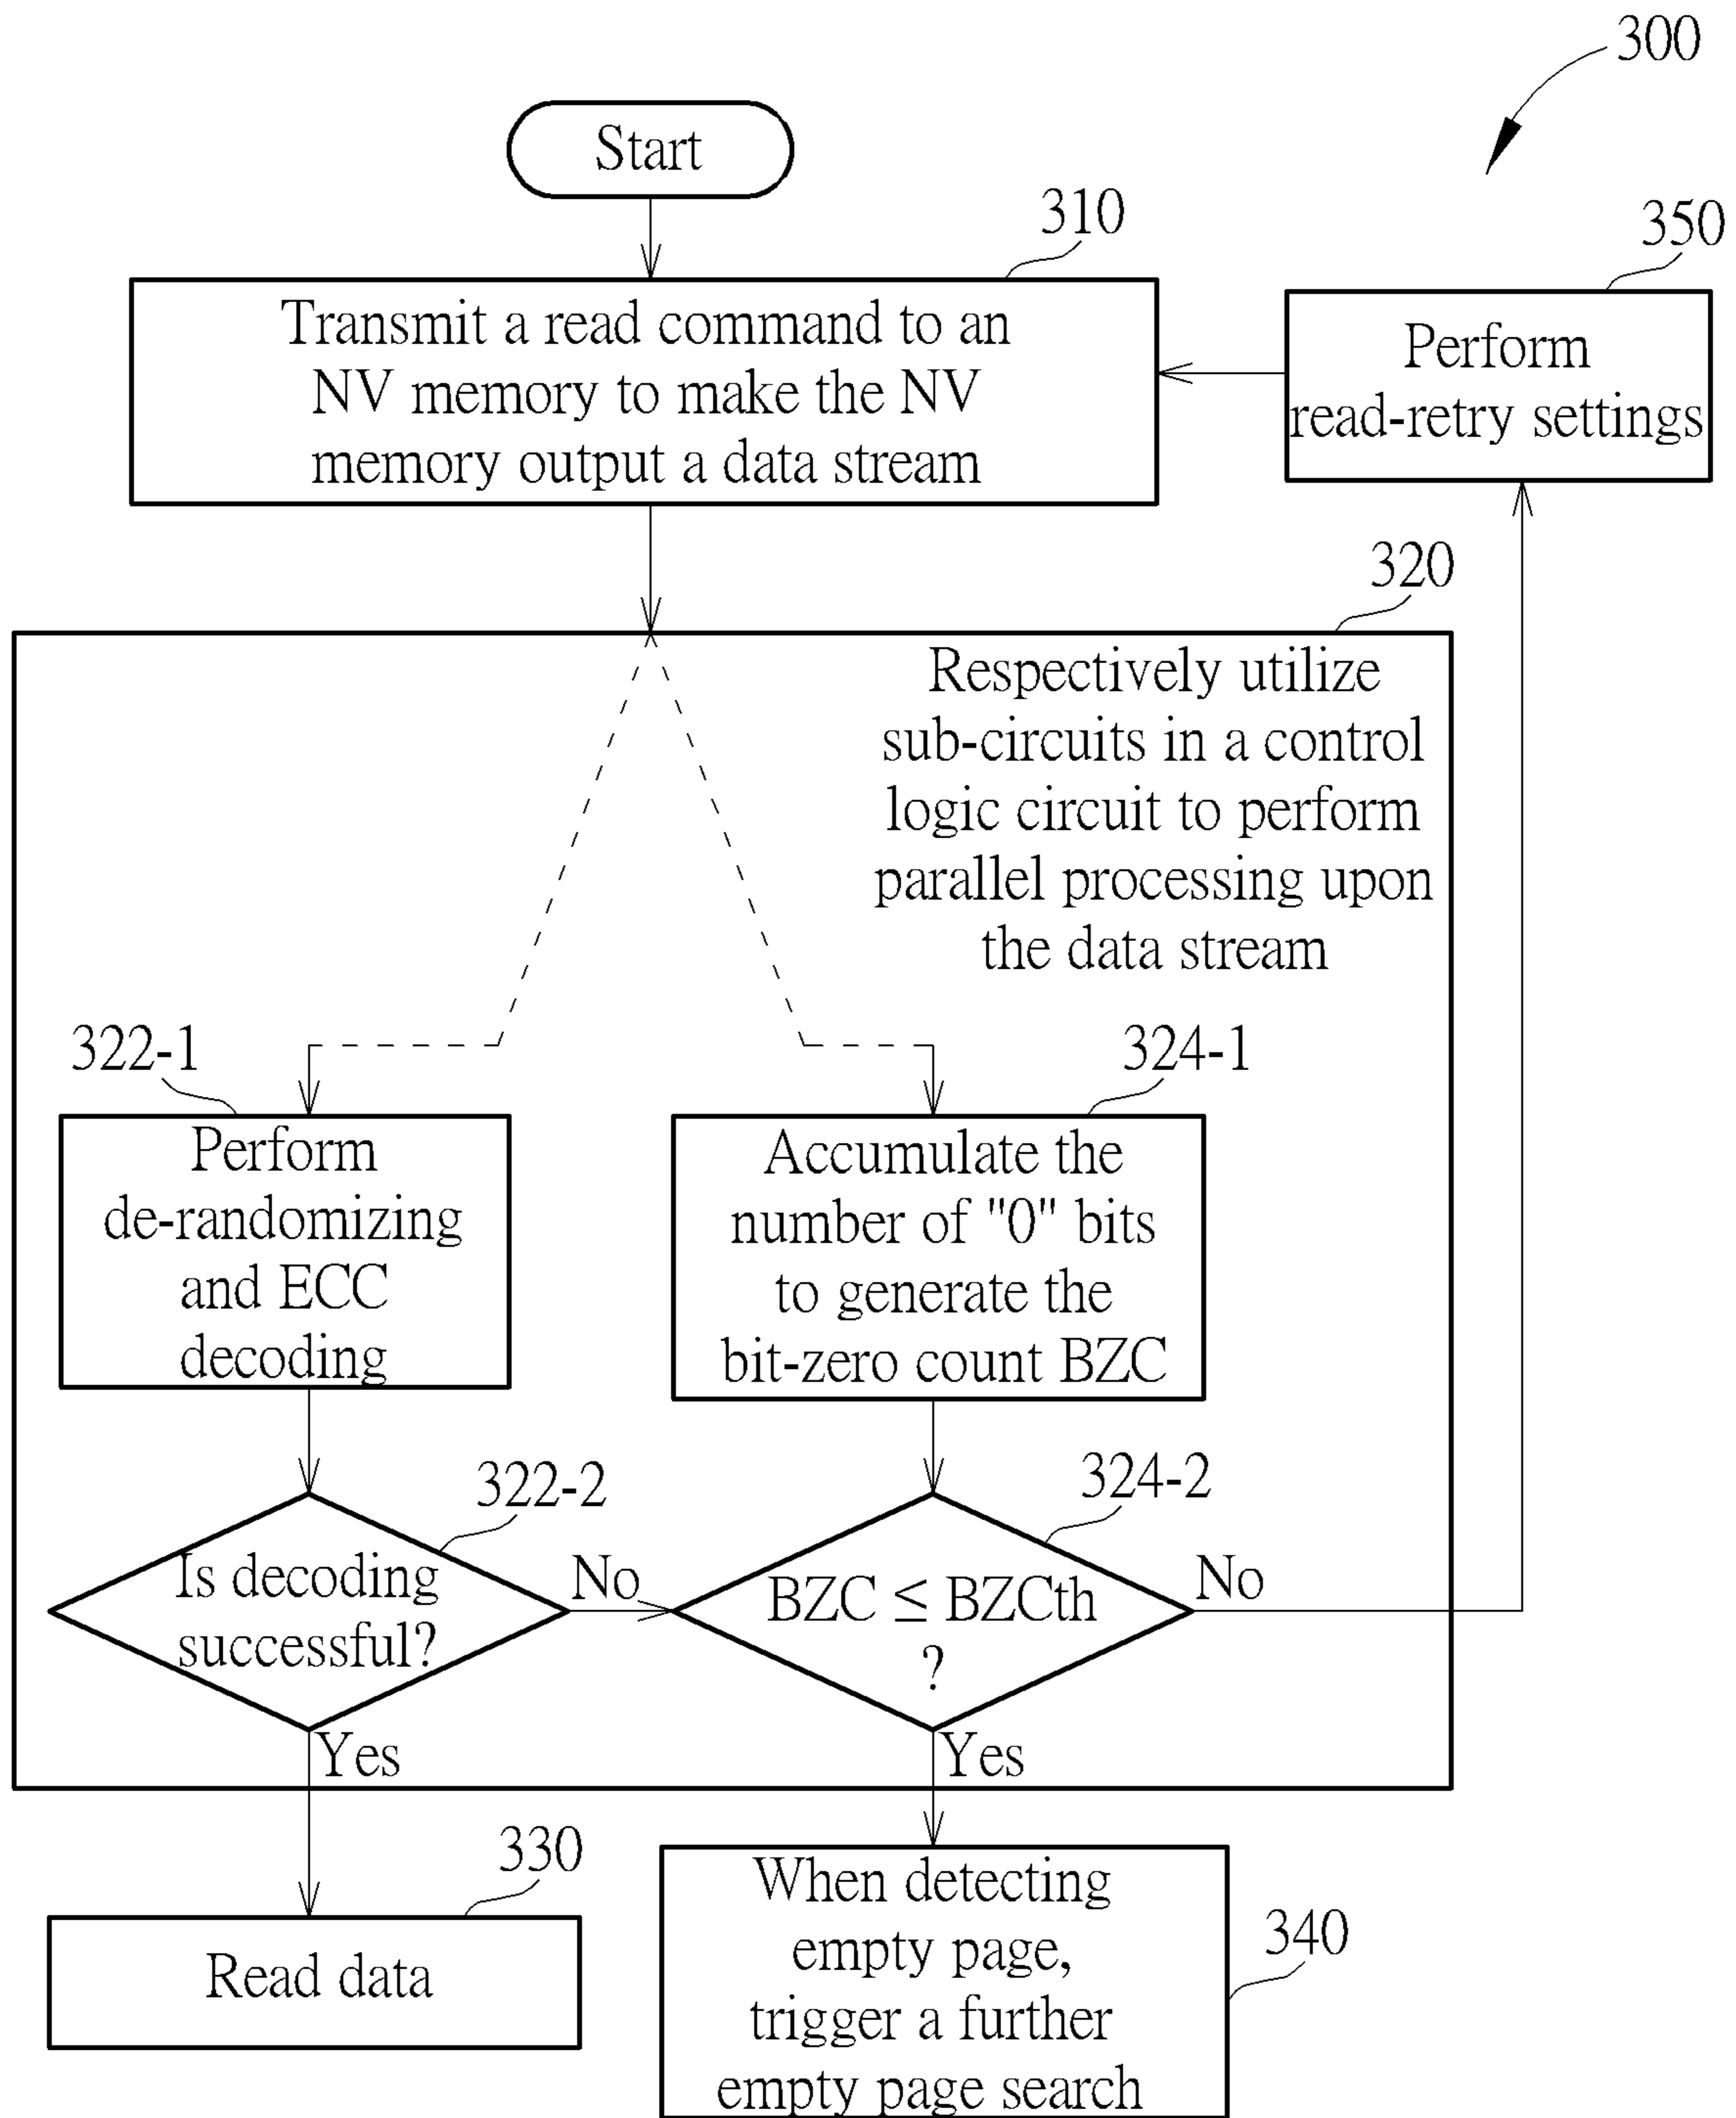 300
Start
310
Transmit a read command to an
NV memory to make the NV
memory output a data stream
350
Perform
read-retry settings
320
Respectively utilize
sub-circuits in a control
logic circuit to perform
parallel processing upon
the data stream
322-1
Perform
de-randomizing
and ECC
decoding
324-1
Accumulate the
number of "0" bits
to generate the
bit-zero count BZC
322-2
Is decoding
successful?
No
Yes
324-2
BZC ≤ BZCth
?
No
Yes
330
Read data
340
When detecting
empty page,
trigger a further
empty page search